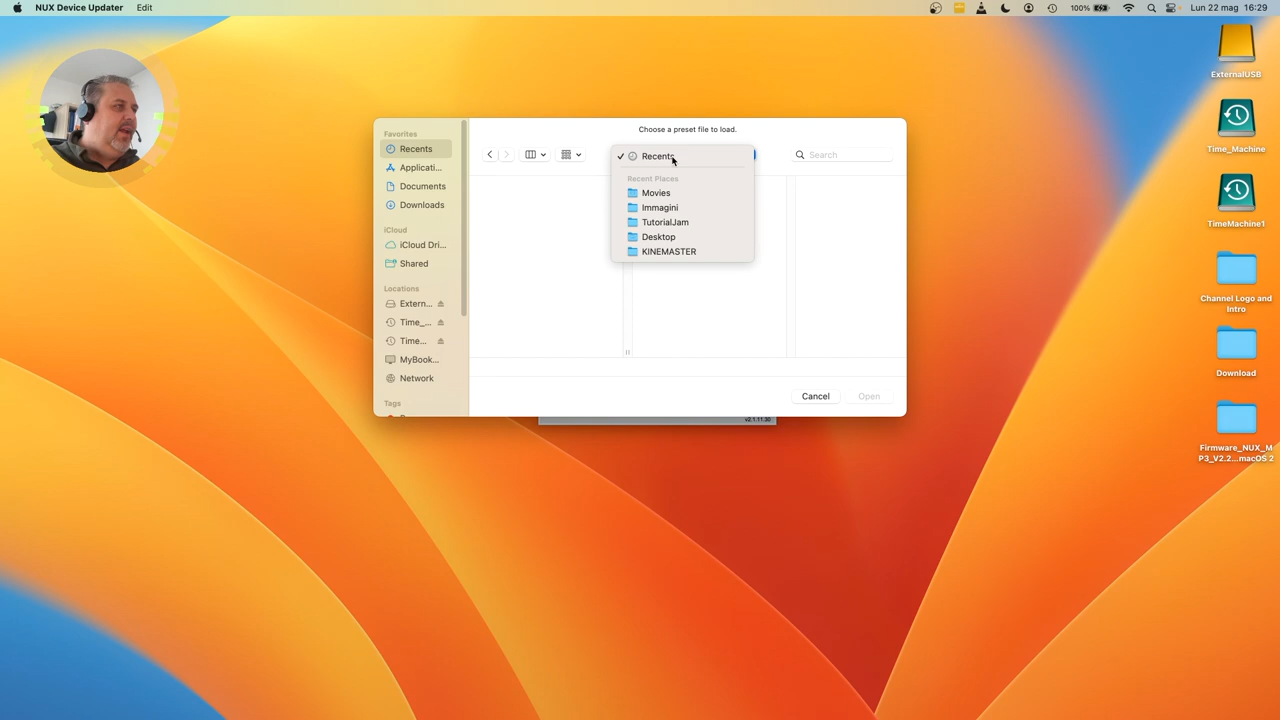 NUX Device Updater Edit
100% Lun 22 mag 16:29
ExternalUSB
Time_Machine
TimeMachine1
Channel Logo and
Intro
Download
Firmware_NUX_M
P3_V2.2...macOS 2
Choose a preset file to load.
Favorites
Recents
Applicati...
Documents
Downloads
iCloud
iCloud Dri...
Shared
Locations
Extern...
Time_...
Time...
MyBook...
Network
Tags
Recents
Recent Places
Movies
Immagini
TutorialJam
Desktop
KINEMASTER
Search
Cancel Open
v2.1.11.30